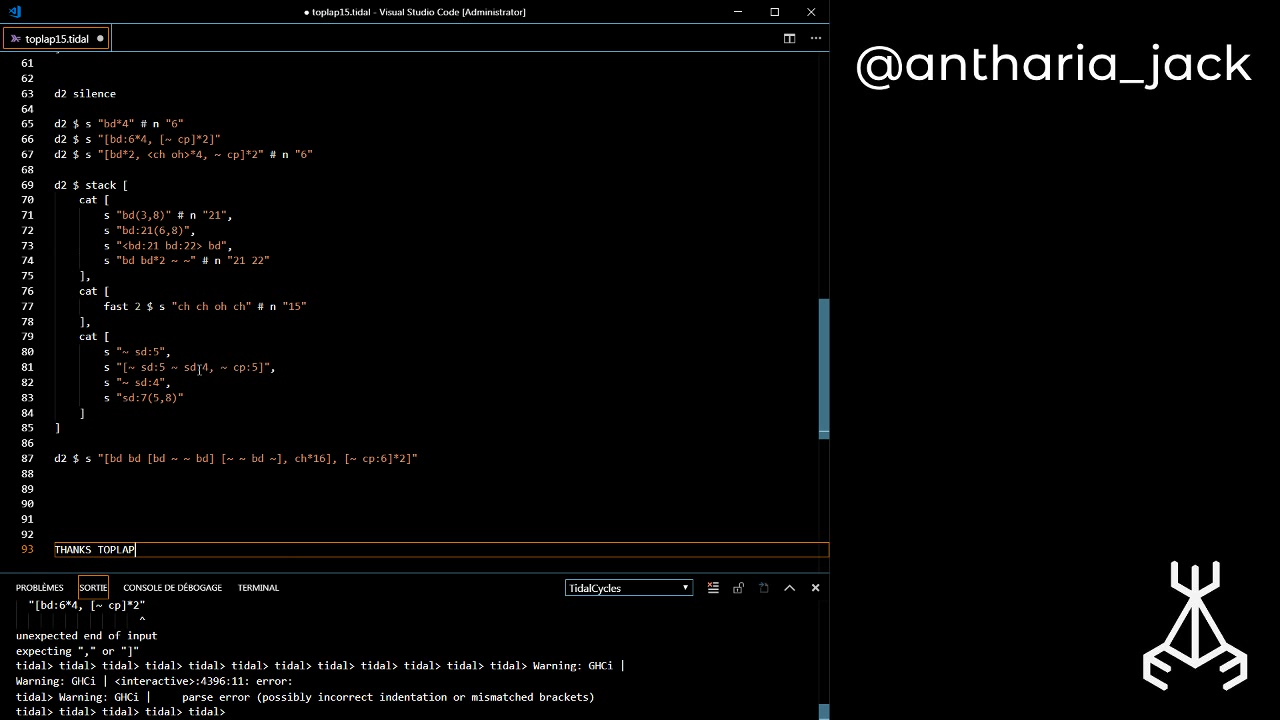 ● toplap15.tidal - Visual Studio Code [Administrator]
toplap15.tidal ●
@antharia_jack
61
62
63 d2 silence
64
65 d2 $ s "bd*4" # n "6"
66 d2 $ s "[bd:6*4, [~ cp]*2]"
67 d2 $ s "[bd*2, <ch oh>*4, ~ cp]*2" # n "6"
68
69 d2 $ stack [
70 cat [
71 s "bd(3,8)" # n "21",
72 s "bd:21(6,8)",
73 s "<bd:21 bd:22> bd",
74 s "bd bd*2 ~ ~" # n "21 22"
75 ],
76 cat [
77 fast 2 $ s "ch ch oh ch" # n "15"
78 ],
79 cat [
80 s "~ sd:5",
81 s "[~ sd:5 ~ sd:4, ~ cp:5]",
82 s "~ sd:4",
83 s "sd:7(5,8)"
84 ]
85 ]
86
87 d2 $ s "[bd bd [bd ~ ~ bd] [~ ~ bd ~], ch*16], [~ cp:6]*2]"
88
89
90
91
92
93 THANKS TOPLAP
PROBLÈMES SORTIE CONSOLE DE DÉBOGAGE TERMINAL TidalCycles
"[bd:6*4, [~ cp]*2"
^
unexpected end of input
expecting "," or "]"
tidal> tidal> tidal> tidal> tidal> tidal> tidal> tidal> tidal> tidal> tidal> tidal> Warning: GHCi |
Warning: GHCi | <interactive>:4396:11: error:
tidal> Warning: GHCi | parse error (possibly incorrect indentation or mismatched brackets)
tidal> tidal> tidal> tidal> tidal>